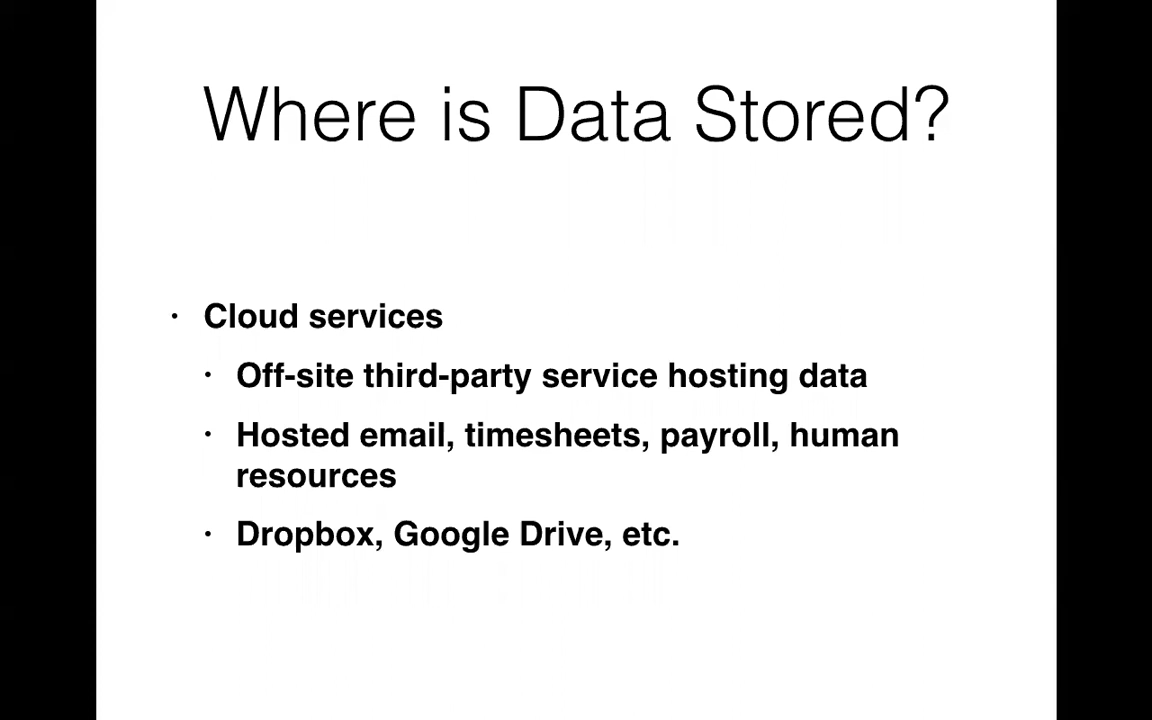 Where is Data Stored?
• Cloud services
• Off-site third-party service hosting data
• Hosted email, timesheets, payroll, human
resources
• Dropbox, Google Drive, etc.